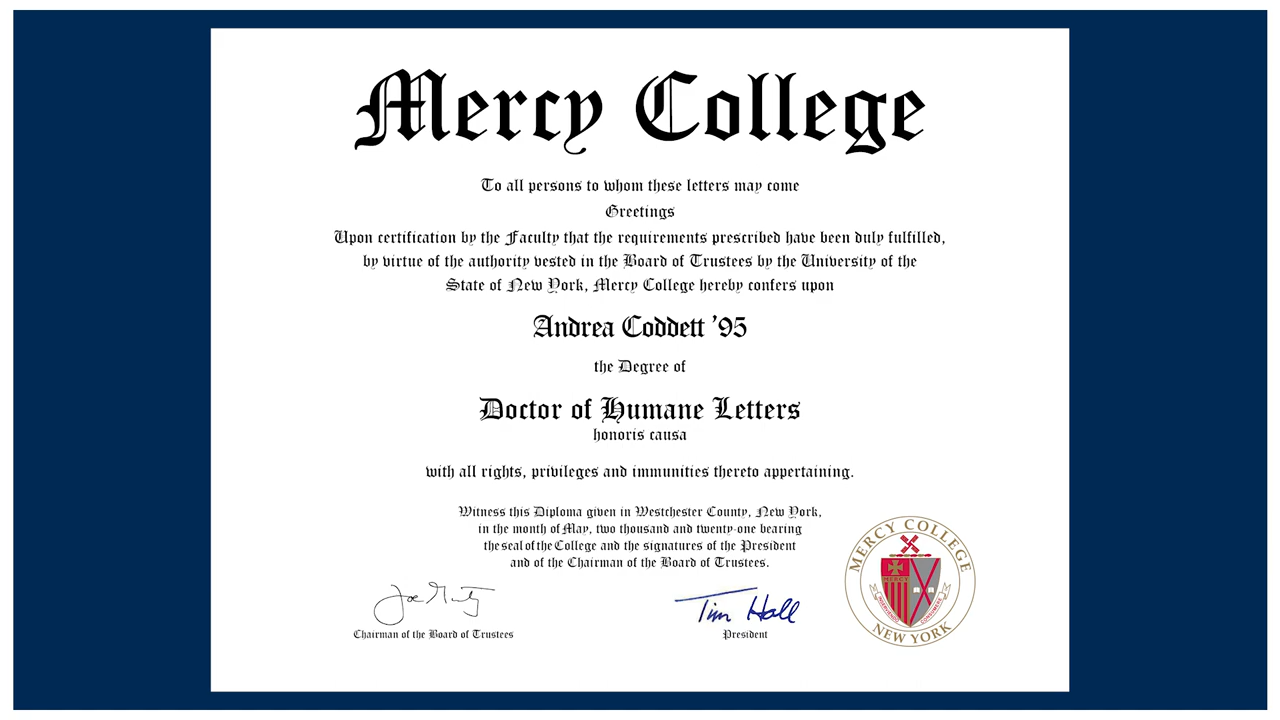 Mercy College
To all persons to whom these letters may come
Greetings
Upon certification by the Faculty that the requirements prescribed have been duly fulfilled,
by virtue of the authority vested in the Board of Trustees by the University of the
State of New York, Mercy College hereby confers upon
Andrea Coddett '95
the Degree of
Doctor of Humane Letters
honoris causa
with all rights, privileges and immunities thereto appertaining.
Witness this Diploma given in Westchester County, New York,
in the month of May, two thousand and twenty-one bearing
the seal of the College and the signatures of the President
and of the Chairman of the Board of Trustees.
Tim Hall
Chairman of the Board of Trustees
President
MERCY COLLEGE
MERCY
NEW YORK